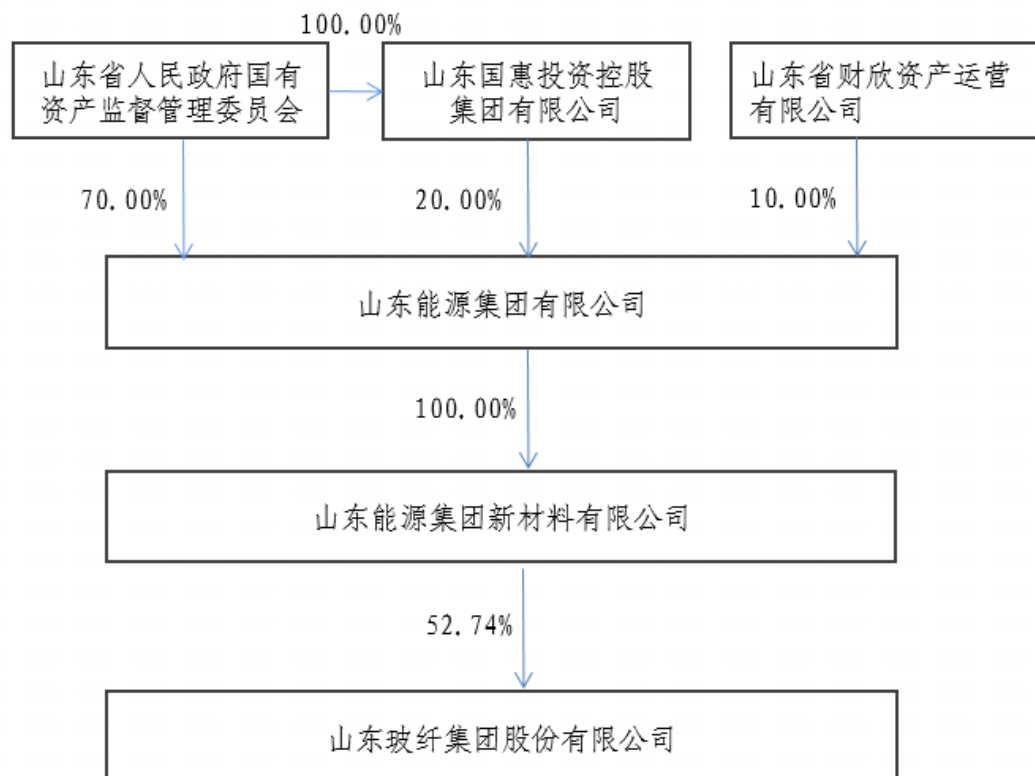 100.00%
山东省人民政府国有
资产监督管理委员会
山东国惠投资控股
集团有限公司
山东省财欣资产运营
有限公司
70.00%
20.00%
10.00%
山东能源集团有限公司
100.00%
山东能源集团新材料有限公司
52.74%
山东玻纤集团股份有限公司